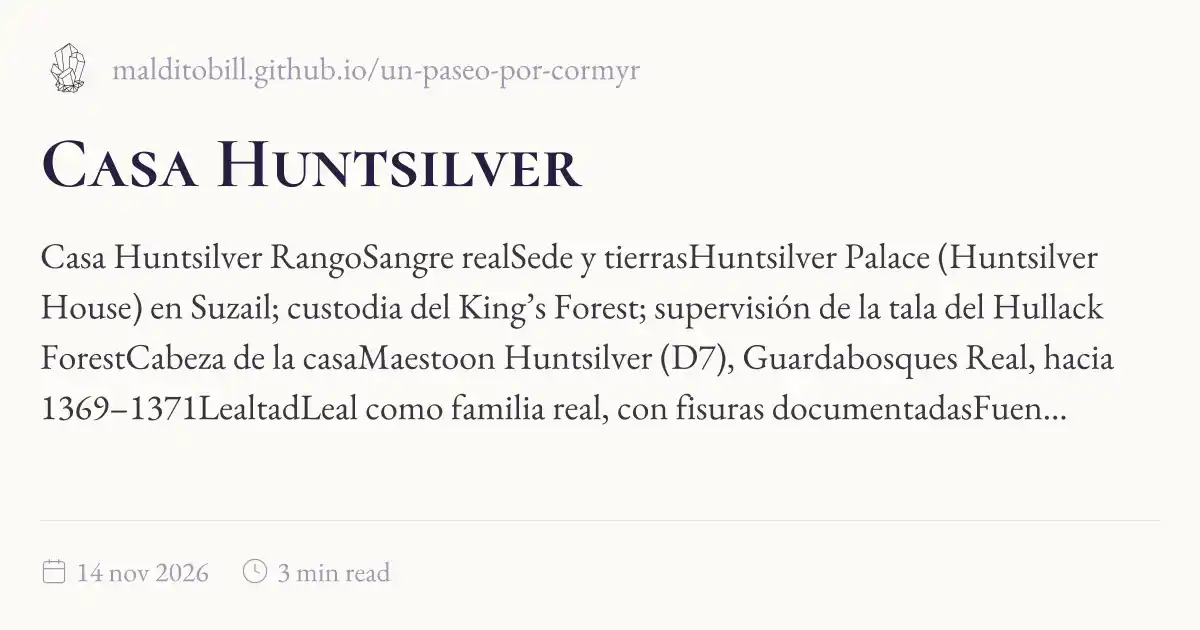 malditobill.github.io/un-paseo-por-cormyr
Casa Huntsilver
Casa Huntsilver RangoSangre realSede y tierrasHuntsilver Palace (Huntsilver
House) en Suzail; custodia del King’s Forest; supervisión de la tala del Hullack
ForestCabeza de la casaMaestoon Huntsilver (D7), Guardabosques Real, hacia
1369–1371LealtadLeal como familia real, con fisuras documentadasFuen...
14 nov 2026 3 min read